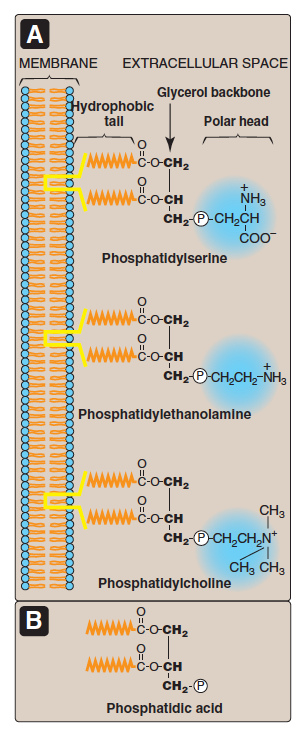 A
MEMBRANE EXTRACELLULAR SPACE
Glycerol backbone
Hydrophobic
tail
Polar head
O
C-O-CH2
O
C-O-CH
CH2-P-CH2CH
+
NH3
COO−
Phosphatidylserine
O
C-O-CH2
O
C-O-CH
CH2-P-CH2CH2-NH3
+
Phosphatidylethanolamine
O
C-O-CH2
O
C-O-CH
CH3
CH2-P-CH2CH2N+
CH3 CH3
Phosphatidylcholine
B
O
C-O-CH2
O
C-O-CH
CH2-P
Phosphatidic acid